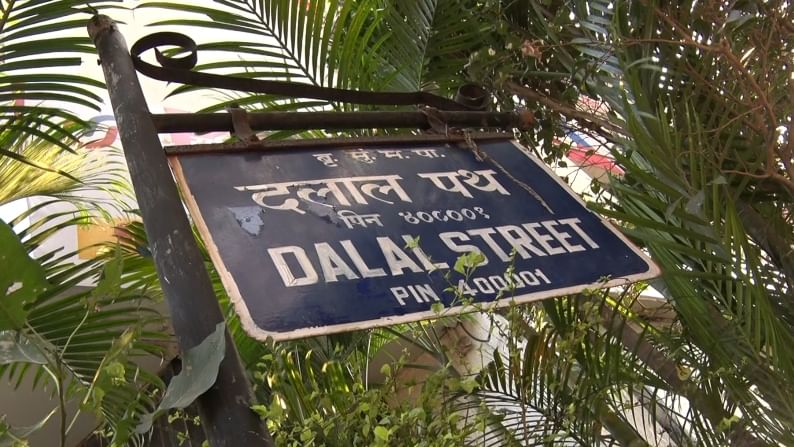 बृ. मुं. म. पा.
दलाल पथ
पिन ४००००१
DALAL STREET
PIN 400001